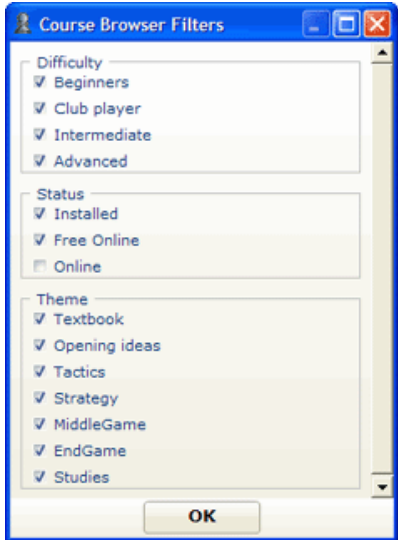 Course Browser Filters
Difficulty
Beginners
Club player
Intermediate
Advanced
Status
Installed
Free Online
Online
Theme
Textbook
Opening ideas
Tactics
Strategy
MiddleGame
EndGame
Studies
OK